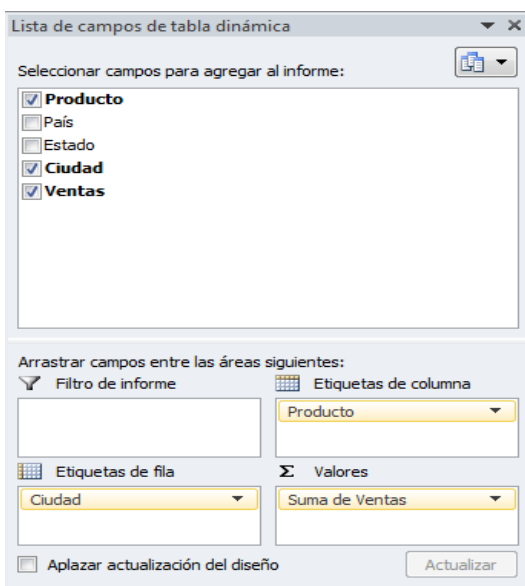 Lista de campos de tabla dinámica
Seleccionar campos para agregar al informe:
Producto
País
Estado
Ciudad
Ventas
Arrastrar campos entre las áreas siguientes:
Filtro de informe
Etiquetas de columna
Producto
Etiquetas de fila
Σ Valores
Ciudad
Suma de Ventas
Aplazar actualización del diseño
Actualizar